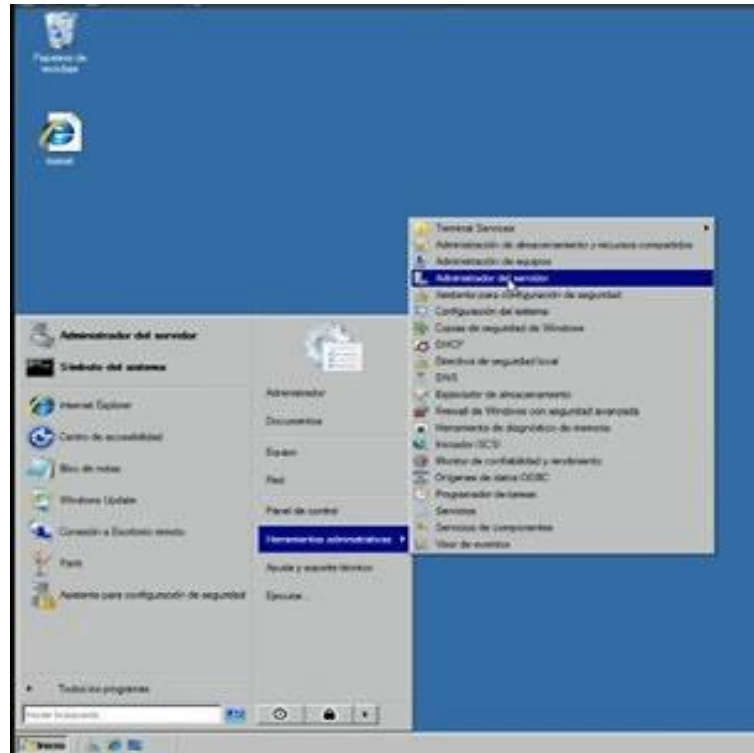 Papelera de
reciclaje
Administrador del servidor
Símbolo del sistema
Internet Explorer
Centro de accesibilidad
Bloc de notas
Windows Update
Conexión a Escritorio remoto
Paint
Asistente para configuración de seguridad
Todos los programas
Iniciar búsqueda
Administrador
Documentos
Equipo
Red
Panel de control
Herramientas administrativas
Ayuda y soporte técnico
Ejecutar...
Terminal Services
Administración de almacenamiento y recursos compartidos
Administración de equipos
Administrador del servidor
Asistente para configuración de seguridad
Configuración del sistema
Copias de seguridad de Windows
DHCP
Directiva de seguridad local
DNS
Explorador de almacenamiento
Firewall de Windows con seguridad avanzada
Herramienta de diagnóstico de memoria
Iniciador iSCSI
Monitor de confiabilidad y rendimiento
Orígenes de datos ODBC
Programador de tareas
Servicios
Servicios de componentes
Visor de eventos
Inicio